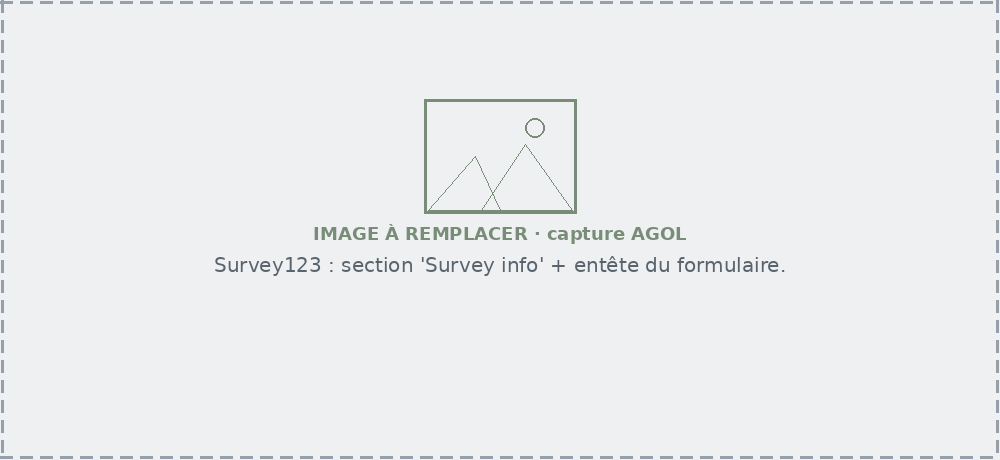 IMAGE À REMPLACER · capture AGOL
Survey123 : section 'Survey info' + entête du formulaire.